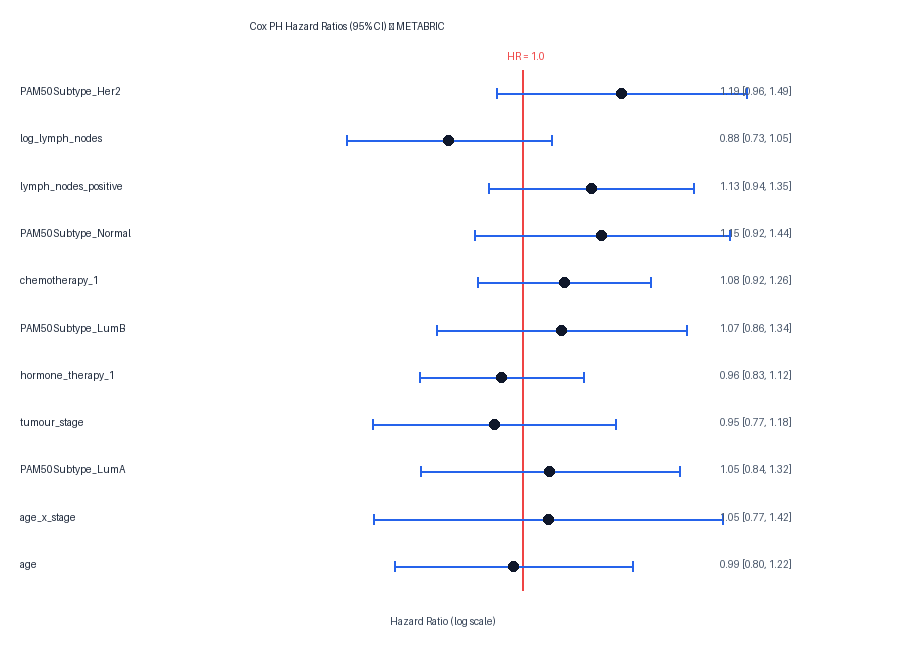 Cox PH Hazard Ratios (95% CI) ▯ METABRIC
HR = 1.0
PAM50Subtype_Her2 1.19 [0.96, 1.49]
log_lymph_nodes 0.88 [0.73, 1.05]
lymph_nodes_positive 1.13 [0.94, 1.35]
PAM50Subtype_Normal 1.15 [0.92, 1.44]
chemotherapy_1 1.08 [0.92, 1.26]
PAM50Subtype_LumB 1.07 [0.86, 1.34]
hormone_therapy_1 0.96 [0.83, 1.12]
tumour_stage 0.95 [0.77, 1.18]
PAM50Subtype_LumA 1.05 [0.84, 1.32]
age_x_stage 1.05 [0.77, 1.42]
age 0.99 [0.80, 1.22]
Hazard Ratio (log scale)